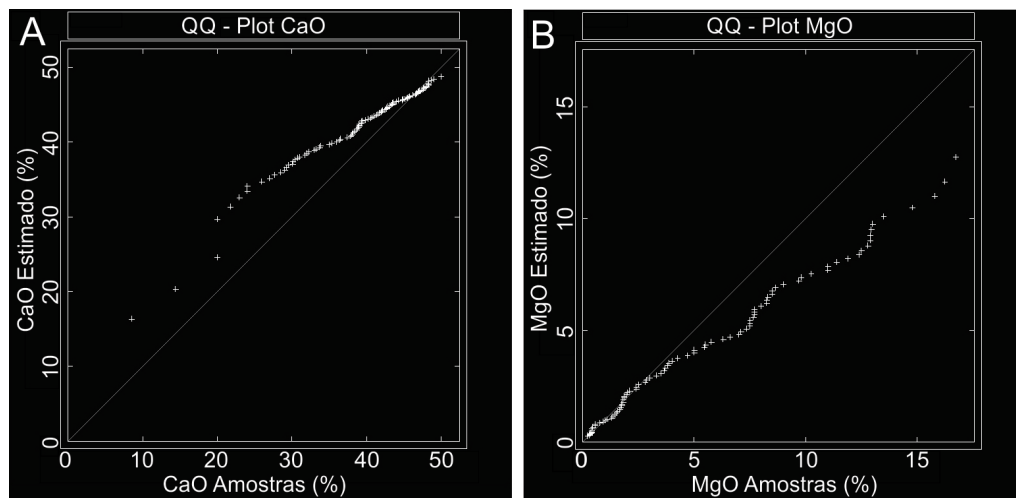 A
QQ - Plot CaO
CaO Estimado (%)
50
40
30
20
10
0
0 10 20 30 40 50
CaO Amostras (%)
B
QQ - Plot MgO
MgO Estimado (%)
15
10
5
0
0 5 10 15
MgO Amostras (%)